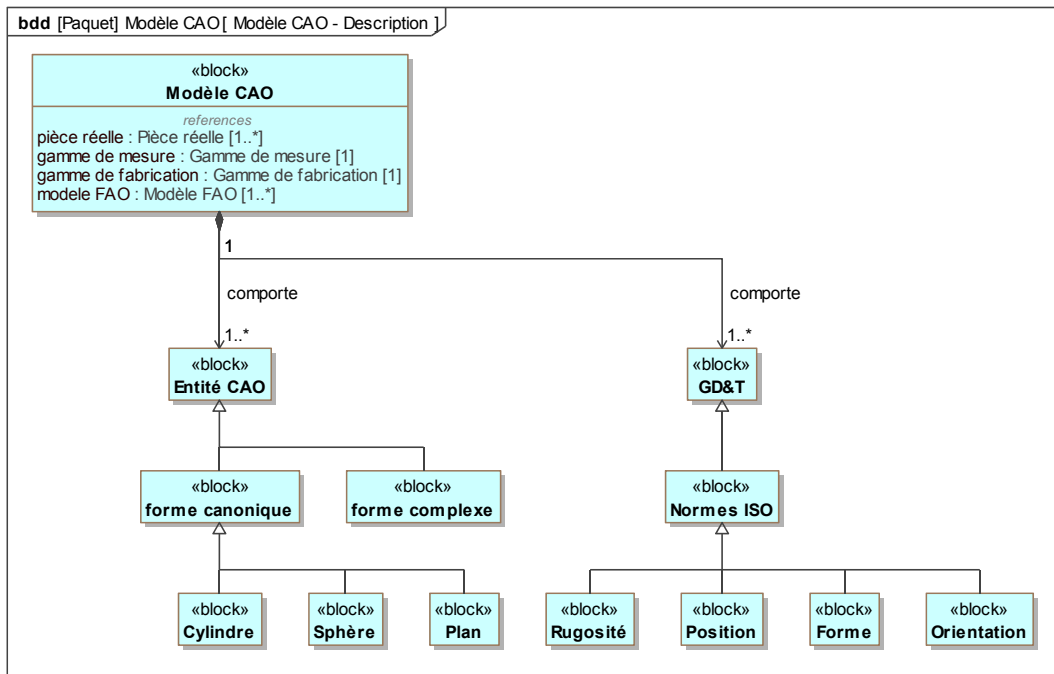 bdd [Paquet] Modèle CAO[ Modèle CAO - Description ]
«block»
Modèle CAO
references
pièce réelle : Pièce réelle [1..*]
gamme de mesure : Gamme de mesure [1]
gamme de fabrication : Gamme de fabrication [1]
modele FAO : Modèle FAO [1..*]
1
comporte
comporte
1..*
1..*
«block»
Entité CAO
«block»
GD&T
«block»
forme canonique
«block»
forme complexe
«block»
Normes ISO
«block»
Cylindre
«block»
Sphère
«block»
Plan
«block»
Rugosité
«block»
Position
«block»
Forme
«block»
Orientation